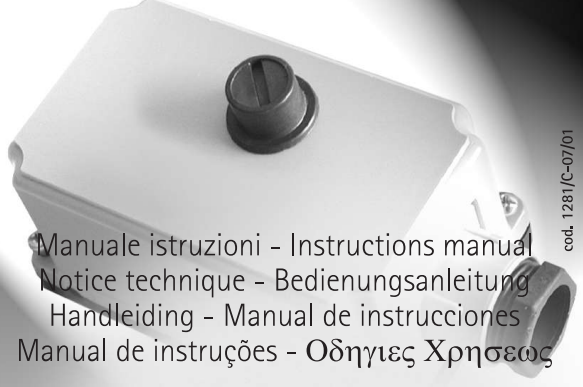 cod. 1281/C-07/01
Manuale istruzioni - Instructions manual
Notice technique - Bedienungsanleitung
Handleiding - Manual de instrucciones
Manual de instruções - Οδηγιες Χρησεως